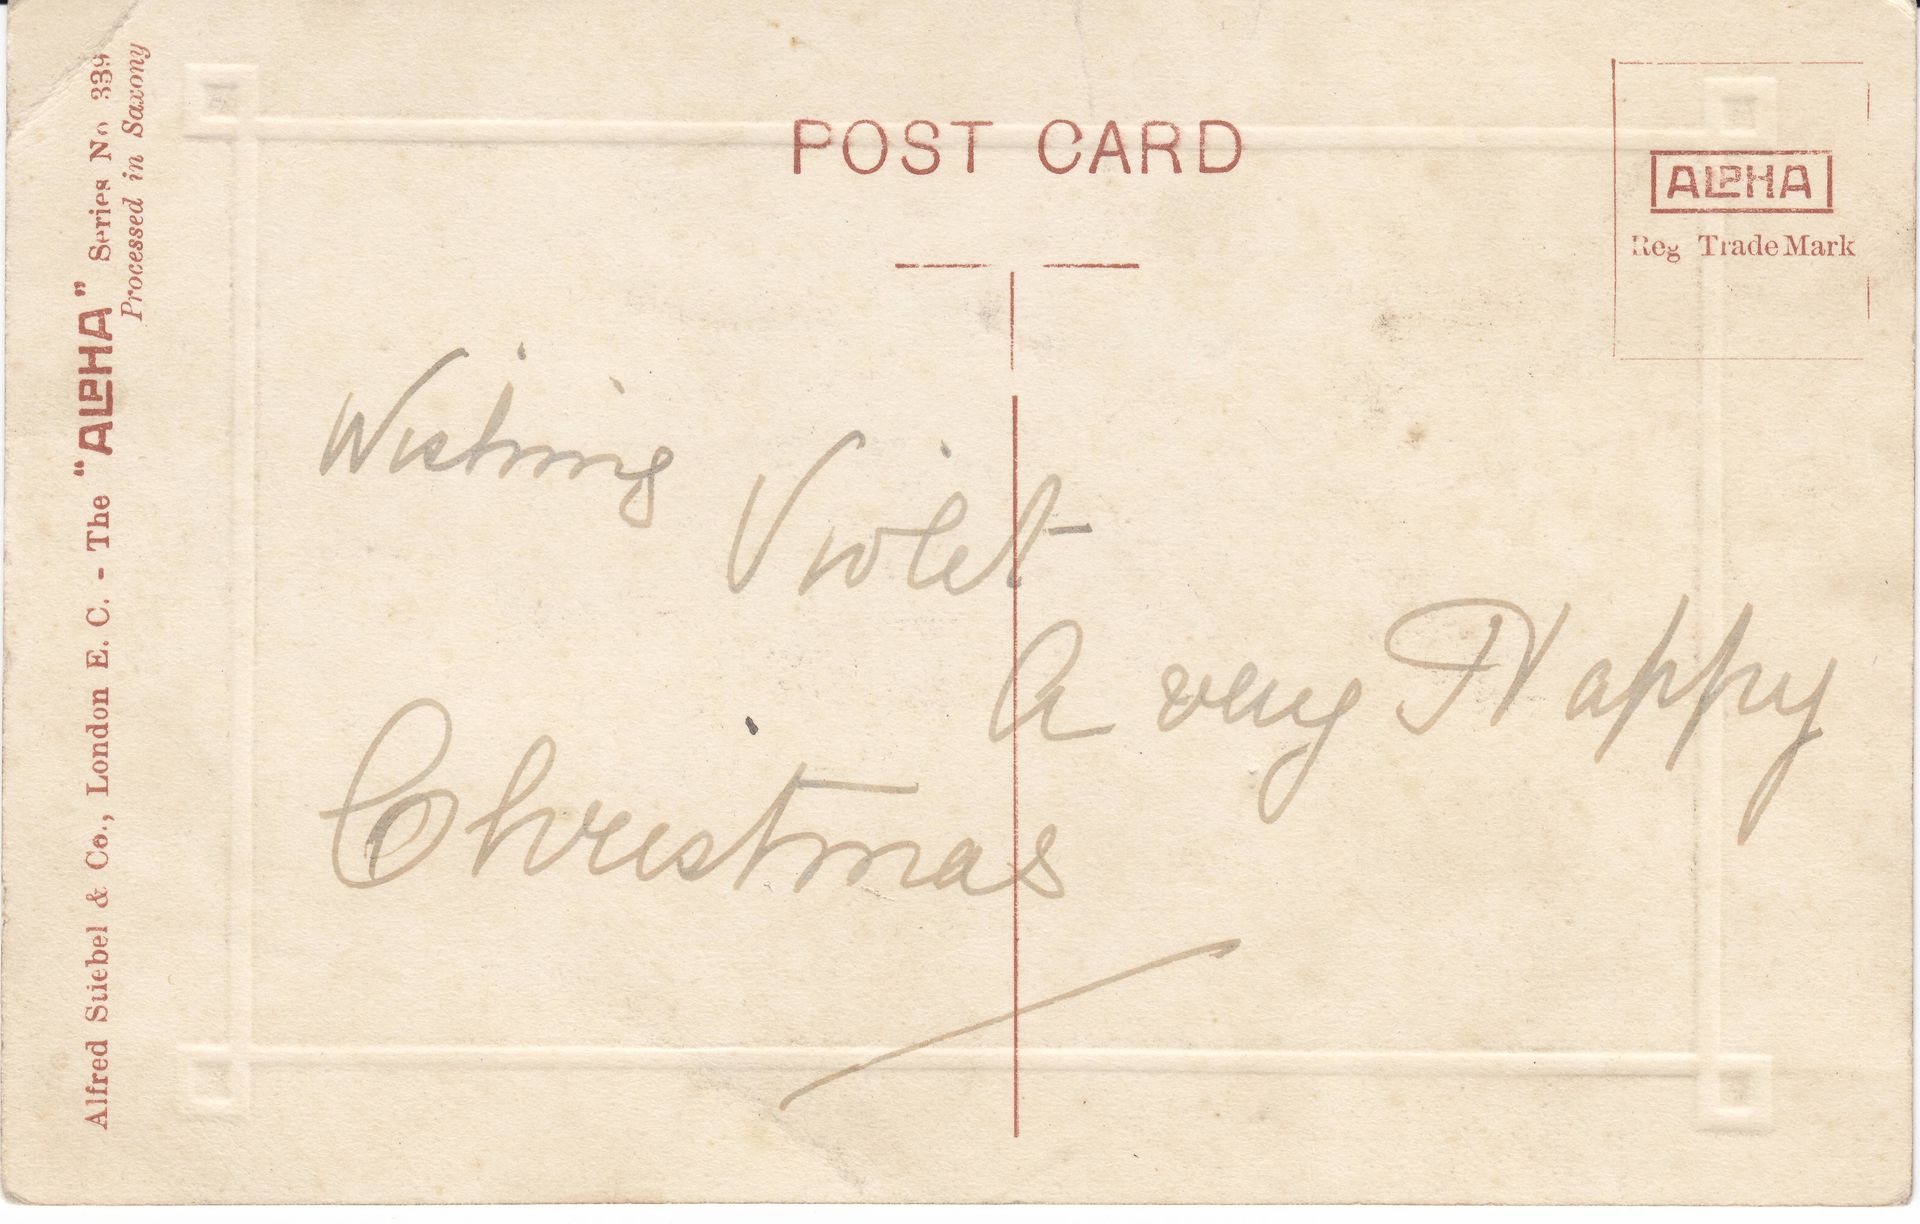 POST CARD
ALPHA
Reg Trade Mark
Wishing
Violet
A very Happy
Christmas
Alfred Stiebel & Co., London E. C. - The "ALPHA" Series No 339
Processed in Saxony